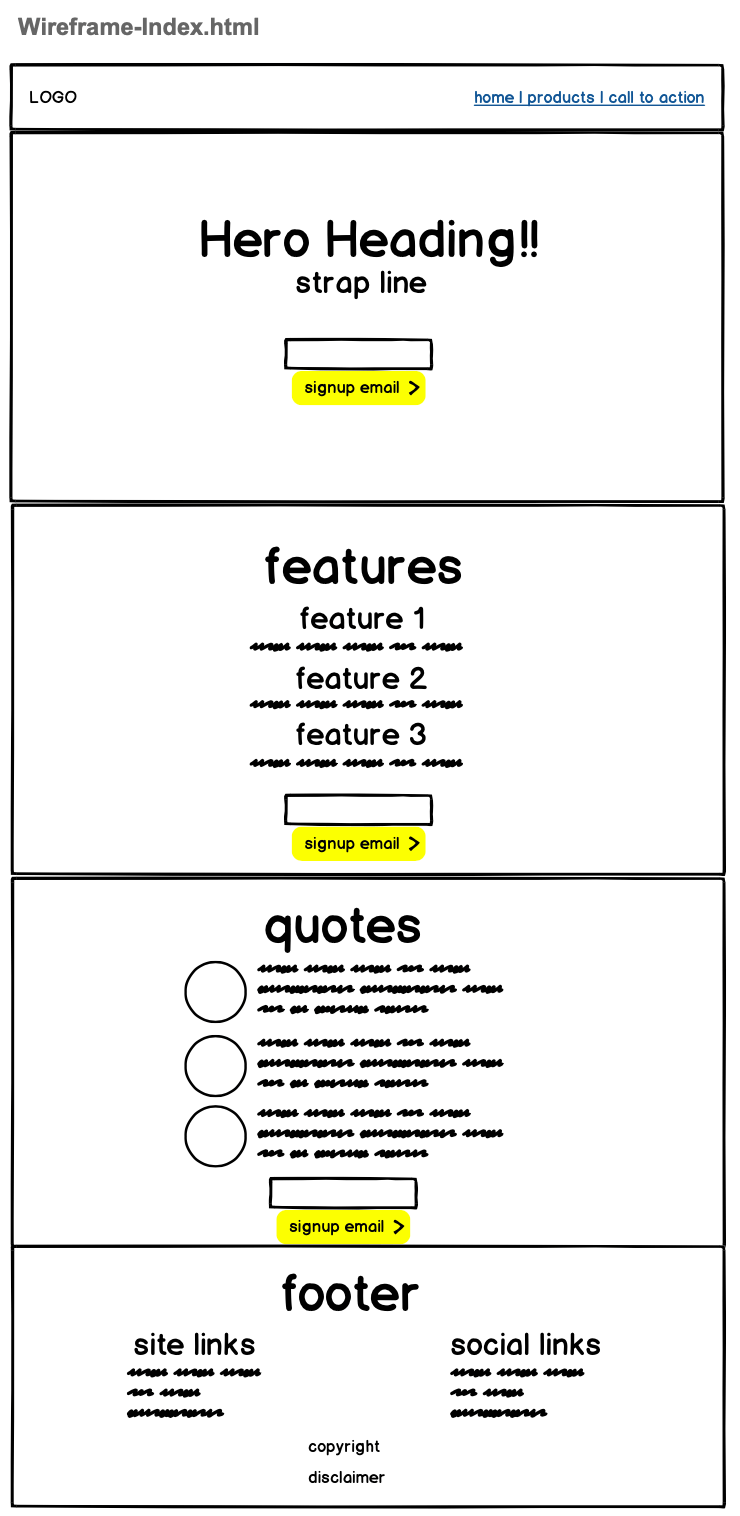 Wireframe-Index.html
LOGO
home | products | call to action
Hero Heading!!
strap line
signup email >
features
feature 1
feature 2
feature 3
signup email >
quotes
signup email >
footer
site links social links
copyright
disclaimer